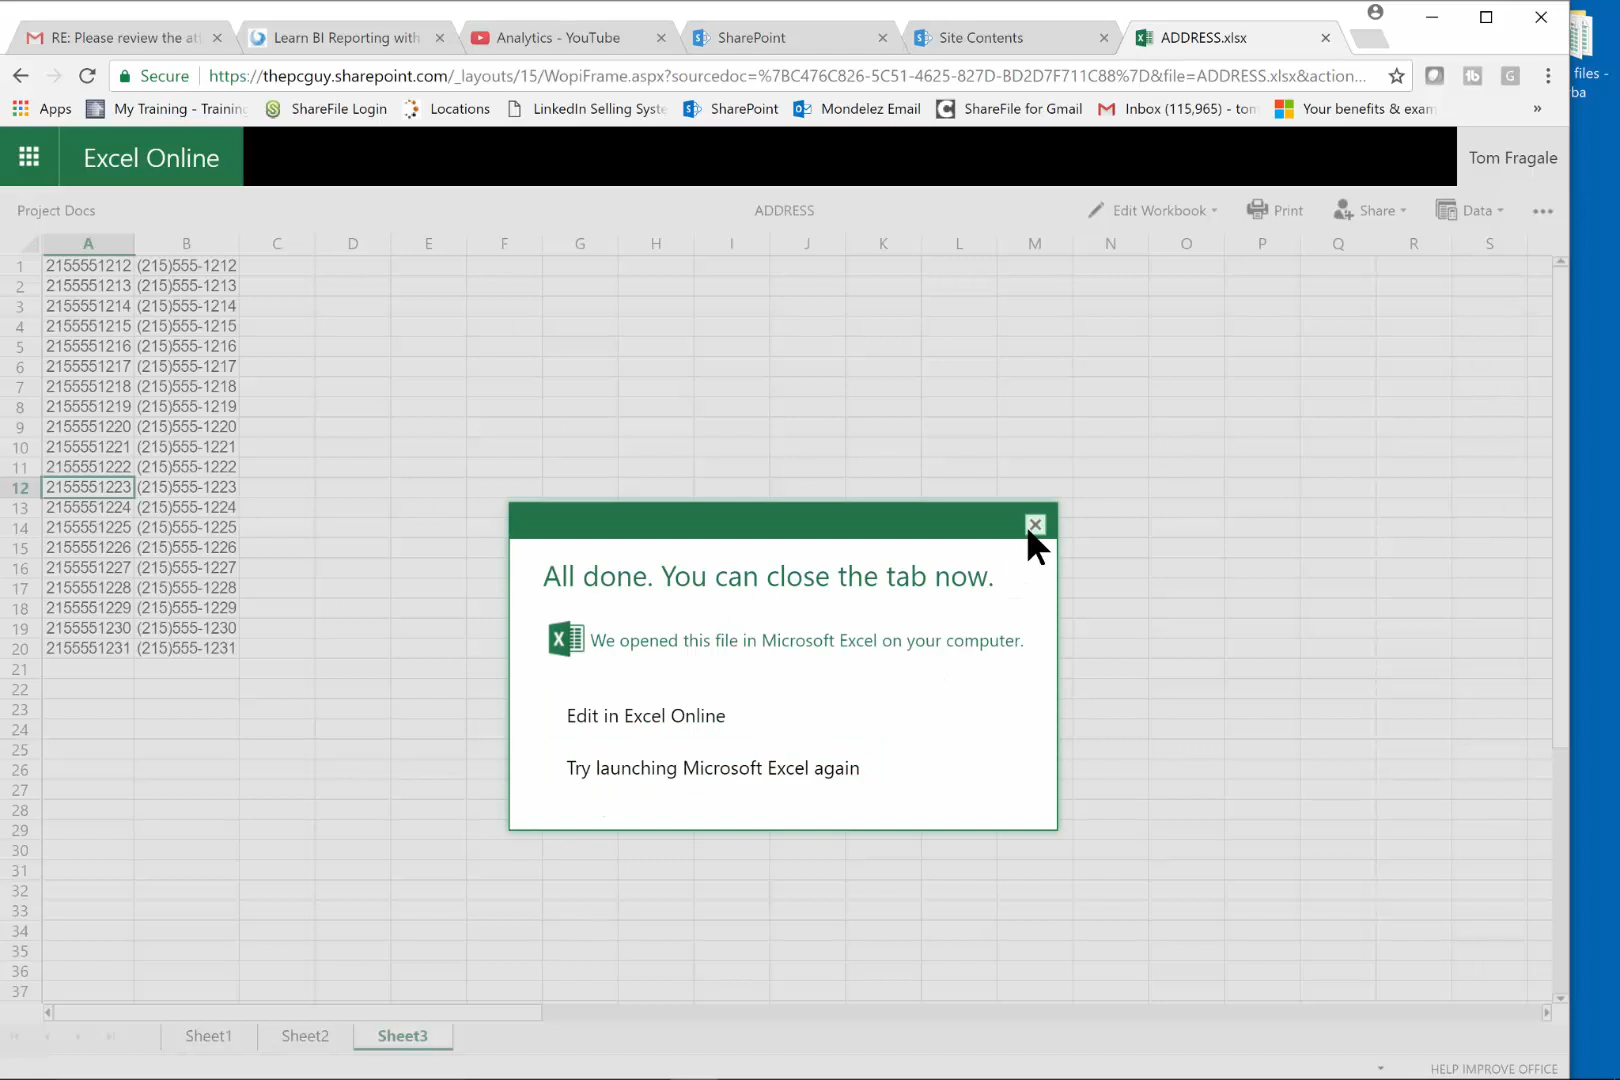 RE: Please review the at
Learn BI Reporting with
Analytics - YouTube
SharePoint
Site Contents
ADDRESS.xlsx
files -
ba
Secure
https://thepcguy.sharepoint.com/_layouts/15/WopiFrame.aspx?sourcedoc=%7BC476C826-5C51-4625-827D-BD2D7F711C88%7D&file=ADDRESS.xlsx&action...
Apps
My Training - Training
ShareFile Login
Locations
LinkedIn Selling Syste
SharePoint
Mondelez Email
ShareFile for Gmail
Inbox (115,965) - tom
Your benefits & exam
»
Excel Online
Tom Fragale
Project Docs
ADDRESS
Edit Workbook
Print
Share
Data
A B C D E F G H I J K L M N O P Q R S
1 2155551212 (215)555-1212
2 2155551213 (215)555-1213
3 2155551214 (215)555-1214
4 2155551215 (215)555-1215
5 2155551216 (215)555-1216
6 2155551217 (215)555-1217
7 2155551218 (215)555-1218
8 2155551219 (215)555-1219
9 2155551220 (215)555-1220
10 2155551221 (215)555-1221
11 2155551222 (215)555-1222
12 2155551223 (215)555-1223
13 2155551224 (215)555-1224
14 2155551225 (215)555-1225
15 2155551226 (215)555-1226
16 2155551227 (215)555-1227
17 2155551228 (215)555-1228
18 2155551229 (215)555-1229
19 2155551230 (215)555-1230
20 2155551231 (215)555-1231
21
22
23
24
25
26
27
28
29
30
31
32
33
34
35
36
37
All done. You can close the tab now.
We opened this file in Microsoft Excel on your computer.
Edit in Excel Online
Try launching Microsoft Excel again
Sheet1
Sheet2
Sheet3
HELP IMPROVE OFFICE